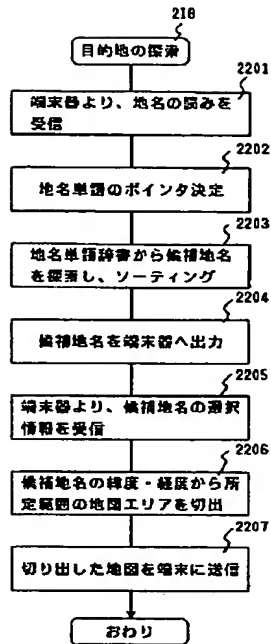 218
目的地の探索
2201
端末器より、地名の読みを
受信
2202
地名単語のポインタ決定
2203
地名単語辞書から候補地名
を探索し、ソーティング
2204
候補地名を端末器へ出力
2205
端末器より、候補地名の選択
情報を受信
2206
候補地名の緯度・経度から所
定範囲の地図エリアを切出
2207
切り出した地図を端末に送信
おわり